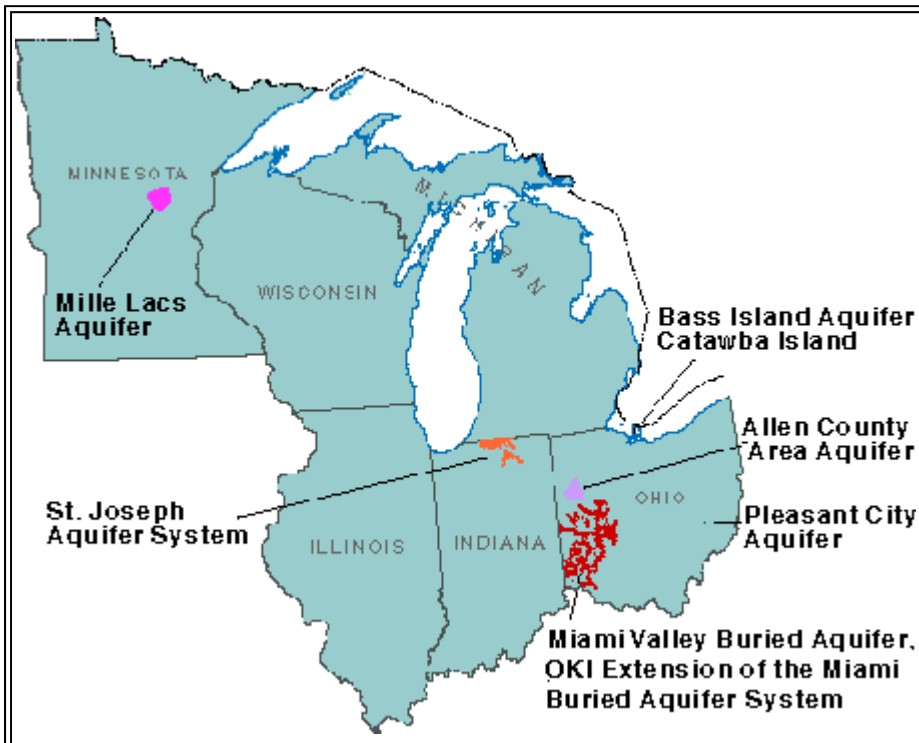 MINNESOTA
MICHIGAN
Mille Lacs
Aquifer
WISCONSIN
Bass Island Aquifer
Catawba Island
Allen County
Area Aquifer
St. Joseph
Aquifer System
OHIO
Pleasant City
Aquifer
ILLINOIS
INDIANA
Miami Valley Buried Aquifer,
OKI Extension of the Miami
Buried Aquifer System